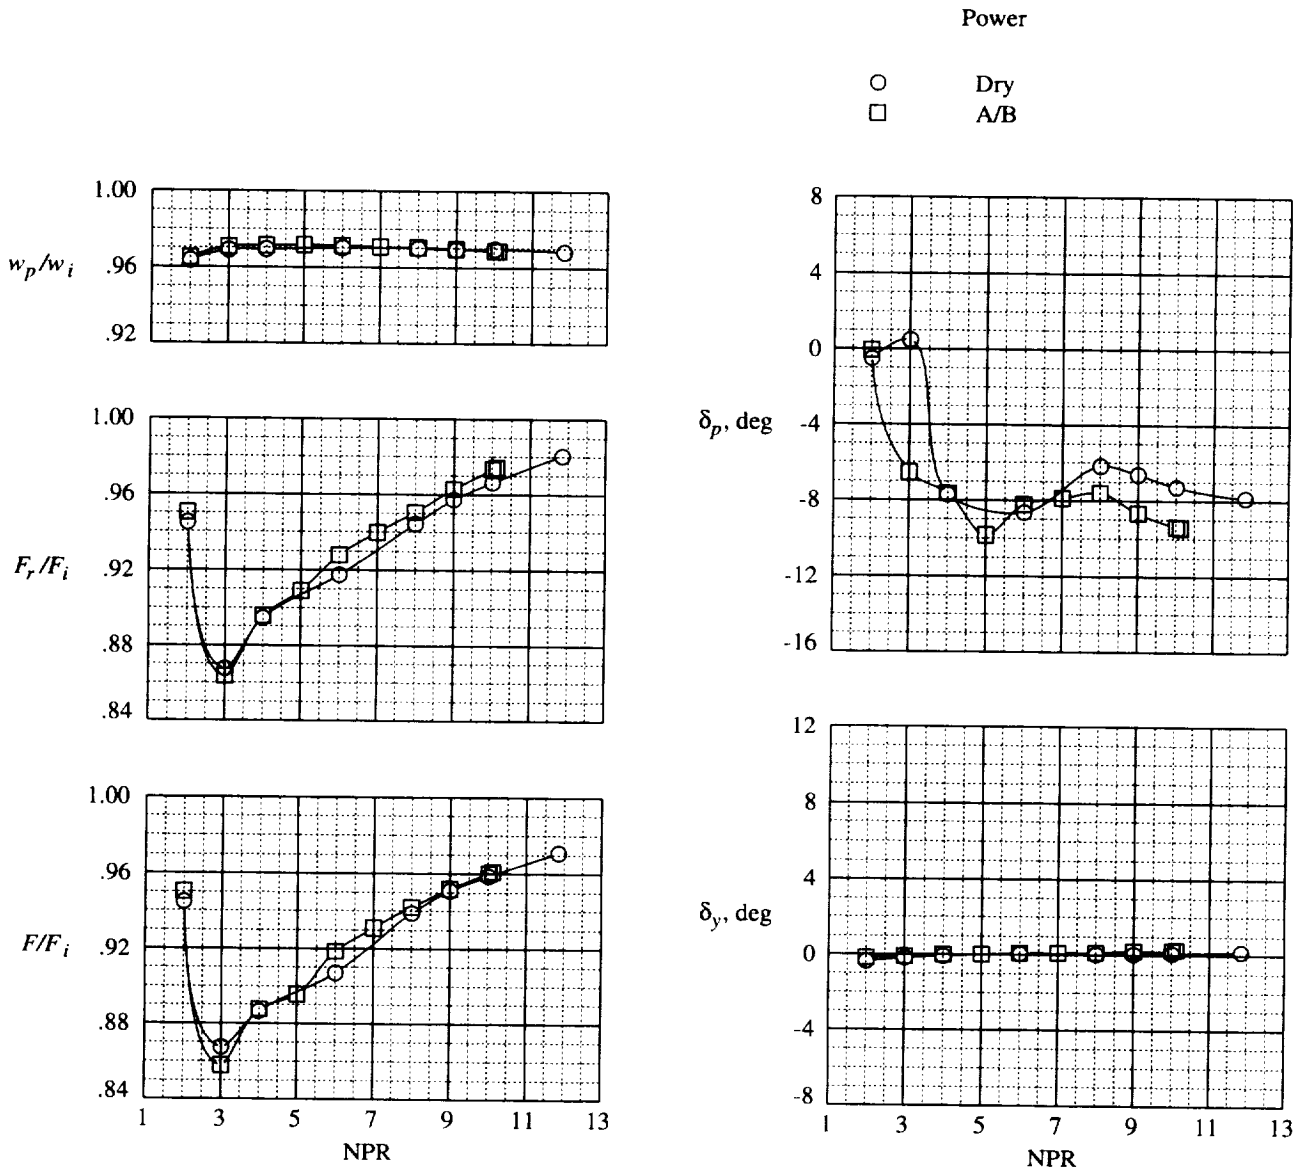 Power
Dry
A/B
1.00
.96
.92
w_p/w_i
1.00
.96
.92
.88
.84
F_r/F_i
1.00
.96
.92
.88
.84
F/F_i
1 3 5 7 9 11 13
NPR
8
4
0
-4
-8
-12
-16
δ_p, deg
12
8
4
0
-4
-8
δ_y, deg
1 3 5 7 9 11 13
NPR